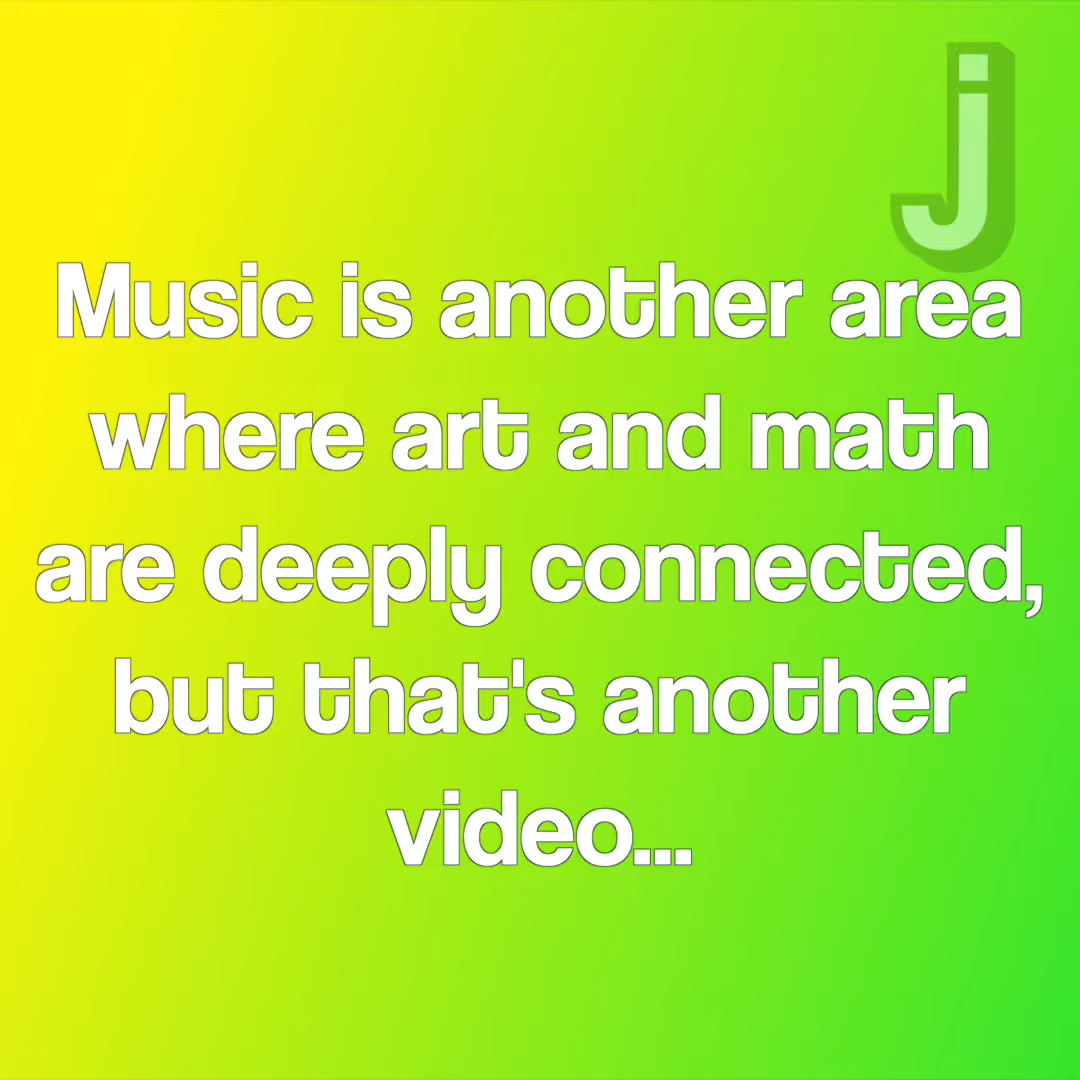 j
Music is another area
where art and math
are deeply connected,
but that's another
video...